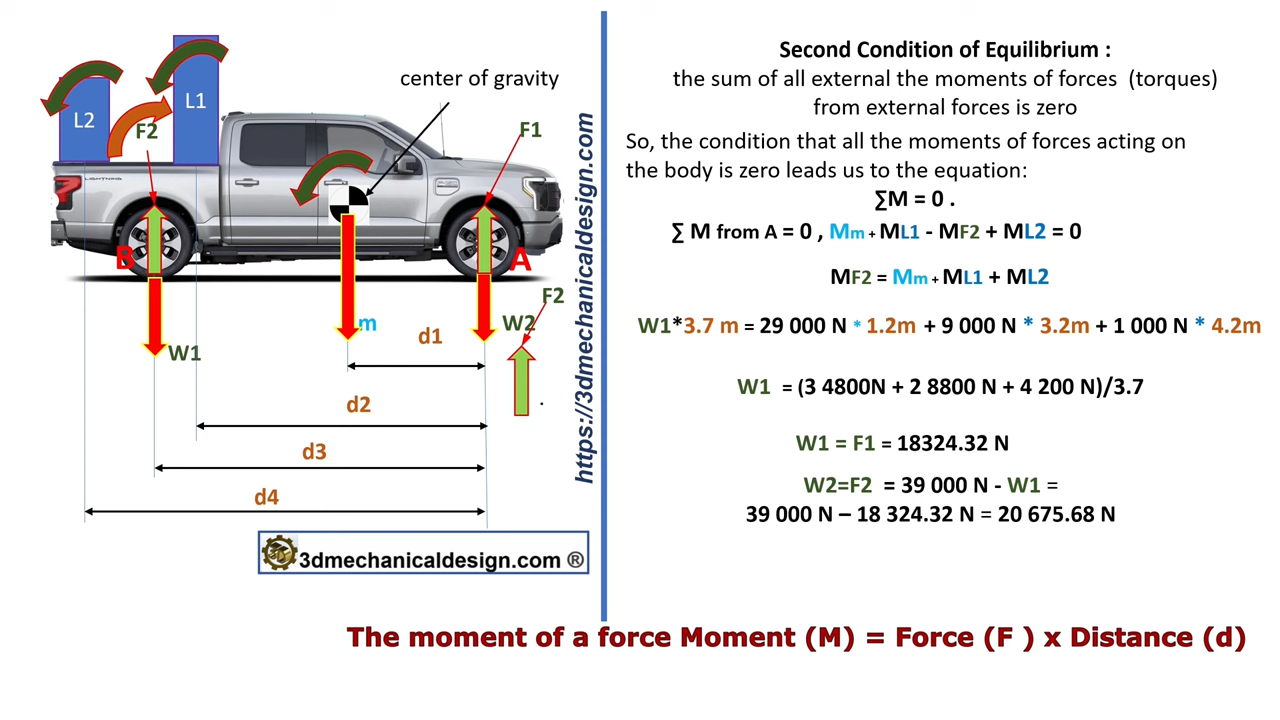 L2
L1
F2
center of gravity
F1
B
A
m
W1
W2
F2
d1
d2
d3
d4
LIGHTNING
https://3dmechanicaldesign.com
3dmechanicaldesign.com ®
Second Condition of Equilibrium :
the sum of all external the moments of forces (torques)
from external forces is zero
So, the condition that all the moments of forces acting on
the body is zero leads us to the equation:
∑M = 0 .
∑ M from A = 0 , Mm + ML1 - MF2 + ML2 = 0
MF2 = Mm + ML1 + ML2
W1*3.7 m = 29 000 N * 1.2m + 9 000 N * 3.2m + 1 000 N * 4.2m
W1 = (3 4800N + 2 8800 N + 4 200 N)/3.7
W1 = F1 = 18324.32 N
W2=F2 = 39 000 N - W1 =
39 000 N – 18 324.32 N = 20 675.68 N
The moment of a force Moment (M) = Force (F ) x Distance (d)